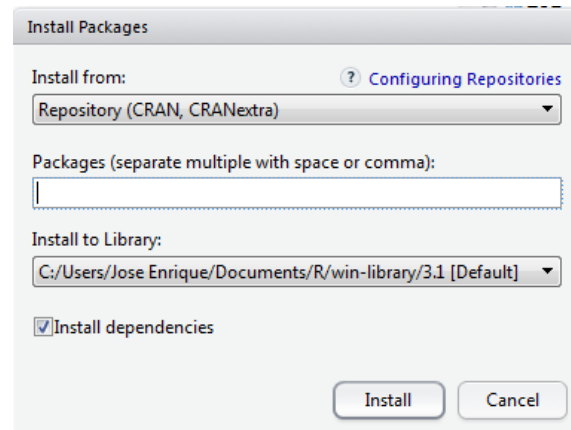 Install Packages
Install from:
? Configuring Repositories
Repository (CRAN, CRANextra)
Packages (separate multiple with space or comma):
Install to Library:
C:/Users/Jose Enrique/Documents/R/win-library/3.1 [Default]
Install dependencies
Install Cancel